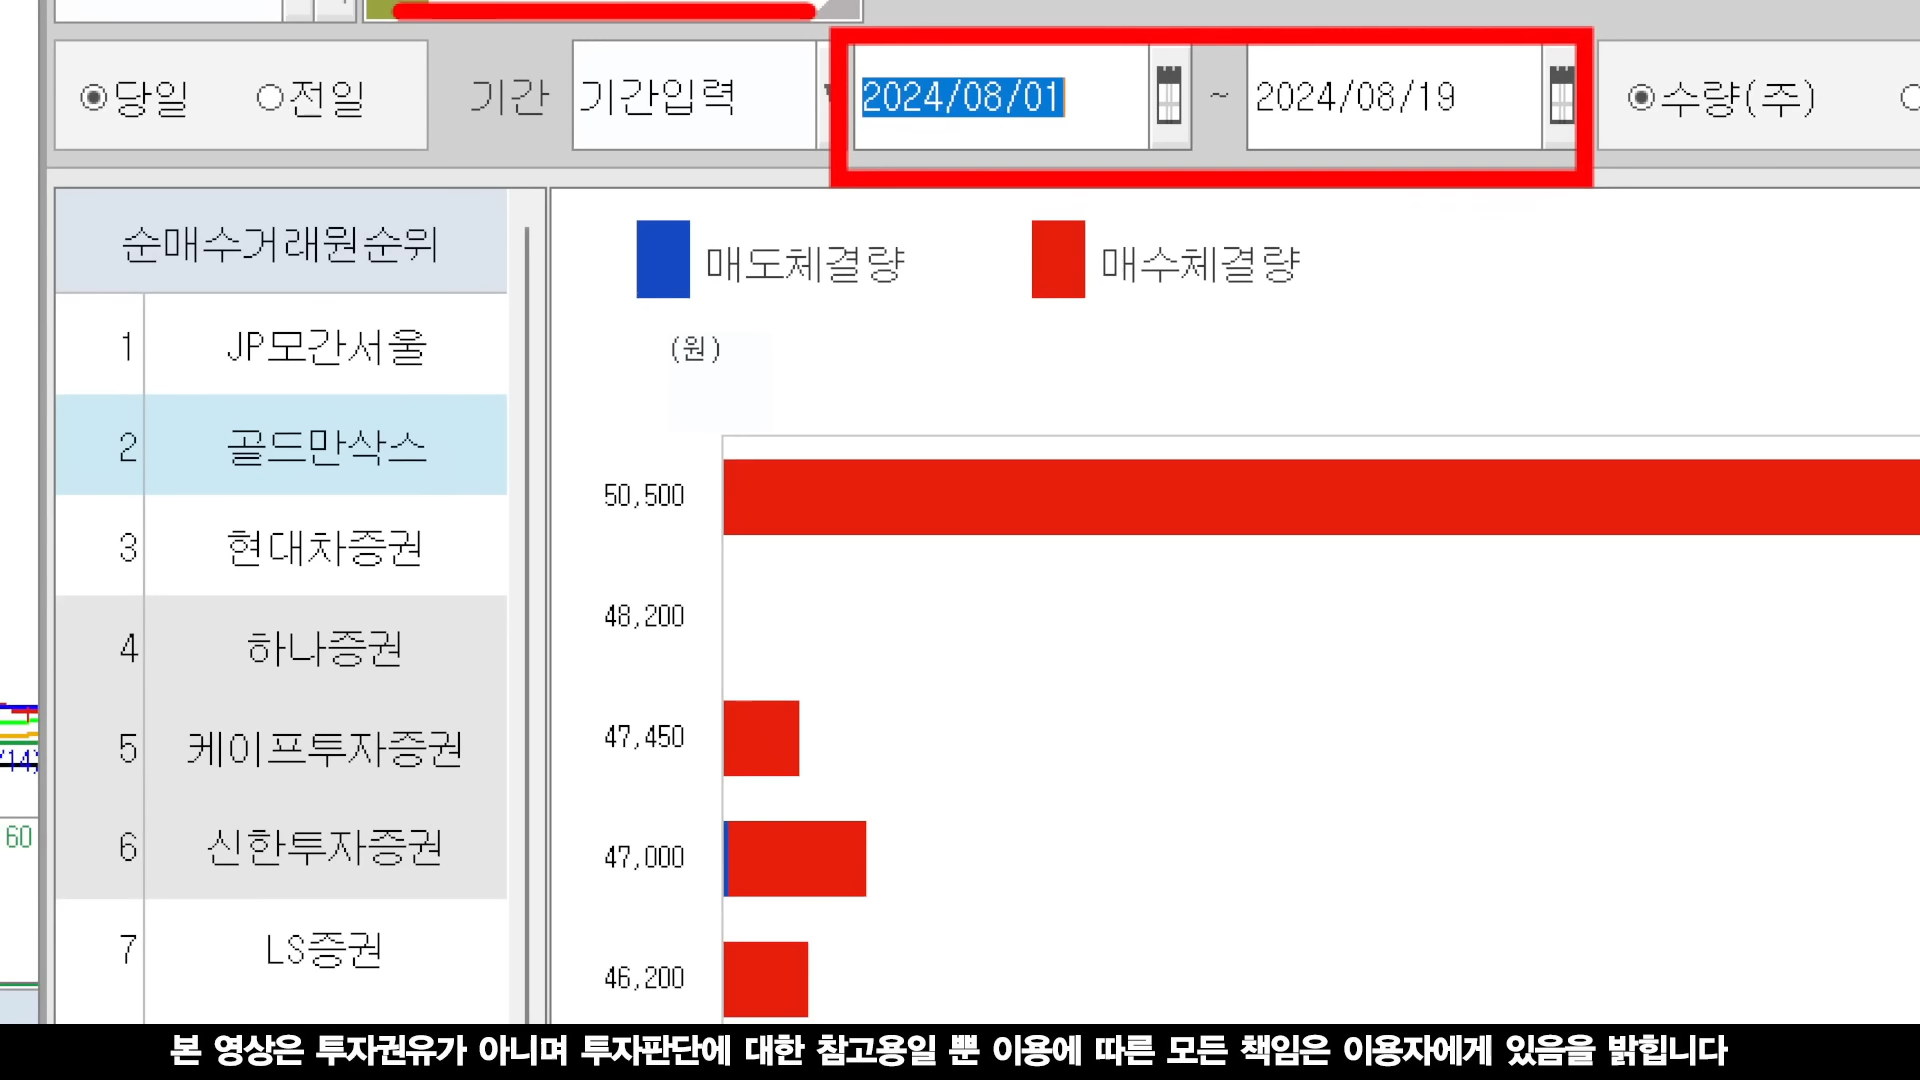 당일 전일 기간 기간입력 2024/08/01 ~ 2024/08/19 수량(주)
순매수거래원순위
매도체결량 매수체결량
(원)
1 JP모간서울
2 골드만삭스
3 현대차증권
4 하나증권
5 케이프투자증권
6 신한투자증권
7 LS증권
50,500
48,200
47,450
47,000
46,200
60
본 영상은 투자권유가 아니며 투자판단에 대한 참고용일 뿐 이용에 따른 모든 책임은 이용자에게 있음을 밝힙니다